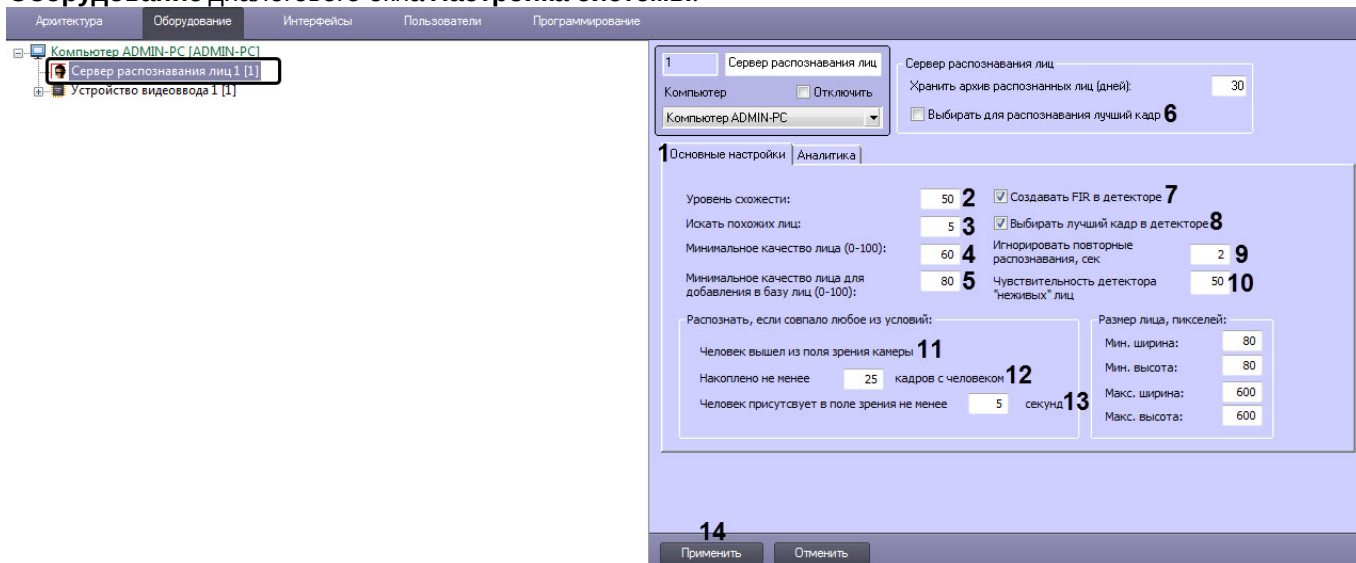 Оборудование диалогового окна Настройка системы.
Архитектура Оборудование Интерфейсы Пользователи Программирование
Компьютер ADMIN-PC [ADMIN-PC]
Сервер распознавания лиц 1 [1]
Устройство видеоввода 1 [1]
1 Сервер распознавания лиц
Компьютер Отключить
Компьютер ADMIN-PC
Сервер распознавания лиц
Хранить архив распознанных лиц (дней): 30
Выбирать для распознавания лучший кадр 6
1 Основные настройки Аналитика
Уровень схожести: 50 2
Искать похожих лиц: 5 3
Минимальное качество лица (0-100): 60 4
Минимальное качество лица для
добавления в базу лиц (0-100): 80 5
Создавать FIR в детекторе 7
Выбирать лучший кадр в детекторе 8
Игнорировать повторные
распознавания, сек 2 9
Чувствительность детектора 50 10
"неживых" лиц
Распознать, если совпало любое из условий:
Человек вышел из поля зрения камеры 11
Накоплено не менее 25 кадров с человеком 12
Человек присутсвует в поле зрения не менее 5 секунд 13
Размер лица, пикселей:
Мин. ширина: 80
Мин. высота: 80
Макс. ширина: 600
Макс. высота: 600
14
Применить Отменить